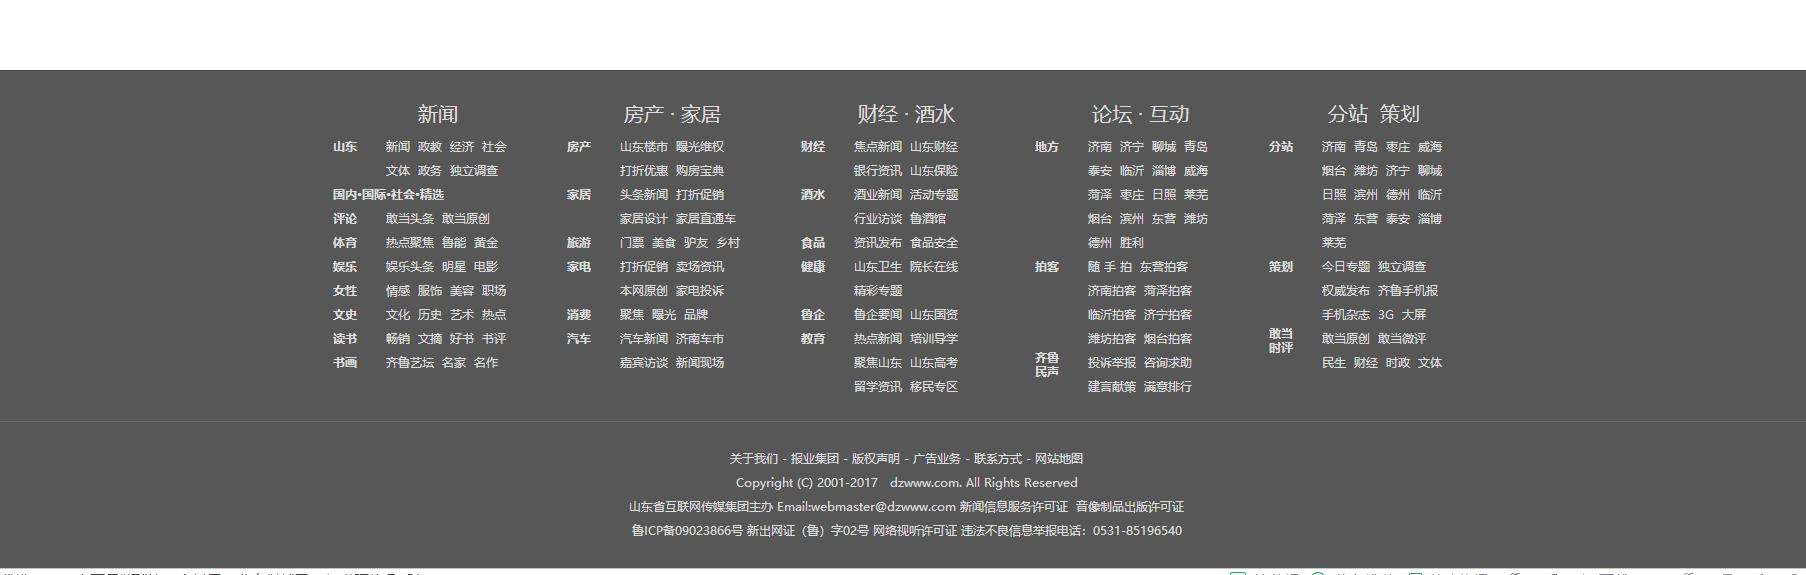 新闻
山东 新闻 政教 经济 社会
文体 政务 独立调查
国内•国际•社会•精选
评论 敢当头条 敢当原创
体育 热点聚焦 鲁能 黄金
娱乐 娱乐头条 明星 电影
女性 情感 服饰 美容 职场
文史 文化 历史 艺术 热点
读书 畅销 文摘 好书 书评
书画 齐鲁艺坛 名家 名作
房产 · 家居
房产 山东楼市 曝光维权
打折优惠 购房宝典
家居 头条新闻 打折促销
家居设计 家居直通车
旅游 门票 美食 驴友 乡村
家电 打折促销 卖场资讯
本网原创 家电投诉
消费 聚焦 曝光 品牌
汽车 汽车新闻 济南车市
嘉宾访谈 新闻现场
财经 · 酒水
财经 焦点新闻 山东财经
银行资讯 山东保险
酒水 酒业新闻 活动专题
行业访谈 鲁酒馆
食品 资讯发布 食品安全
健康 山东卫生 院长在线
精彩专题
鲁企 鲁企要闻 山东国资
教育 热点新闻 培训导学
聚焦山东 山东高考
留学资讯 移民专区
论坛 · 互动
地方 济南 济宁 聊城 青岛
泰安 临沂 淄博 威海
菏泽 枣庄 日照 莱芜
烟台 滨州 东营 潍坊
德州 胜利
拍客 随 手 拍 东营拍客
济南拍客 菏泽拍客
临沂拍客 济宁拍客
潍坊拍客 烟台拍客
齐鲁
民声
投诉举报 咨询求助
建言献策 满意排行
分站 策划
分站 济南 青岛 枣庄 威海
烟台 潍坊 济宁 聊城
日照 滨州 德州 临沂
菏泽 东营 泰安 淄博
莱芜
策划 今日专题 独立调查
权威发布 齐鲁手机报
手机杂志 3G 大屏
敢当
时评
敢当原创 敢当微评
民生 财经 时政 文体
关于我们 - 报业集团 - 版权声明 - 广告业务 - 联系方式 - 网站地图
Copyright (C) 2001-2017 dzwww.com. All Rights Reserved
山东省互联网传媒集团主办 Email:webmaster@dzwww.com 新闻信息服务许可证 音像制品出版许可证
鲁ICP备09023866号 新出网证（鲁）字02号 网络视听许可证 违法不良信息举报电话：0531-85196540